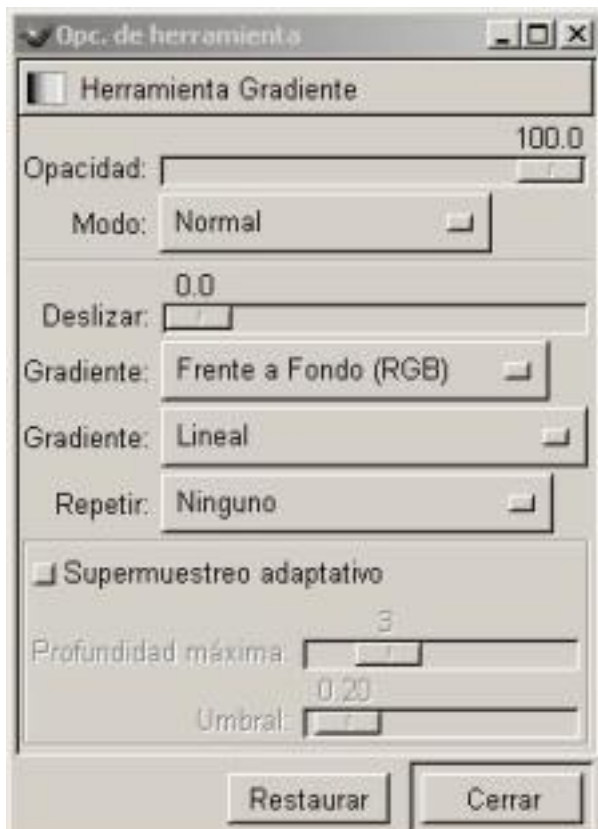 Opc. de herramienta
Herramienta Gradiente
100.0
Opacidad:
Modo: Normal
0.0
Deslizar:
Gradiente: Frente a Fondo (RGB)
Gradiente: Lineal
Repetir: Ninguno
Supermuestreo adaptativo
3
Profundidad máxima:
0.20
Umbral:
Restaurar Cerrar